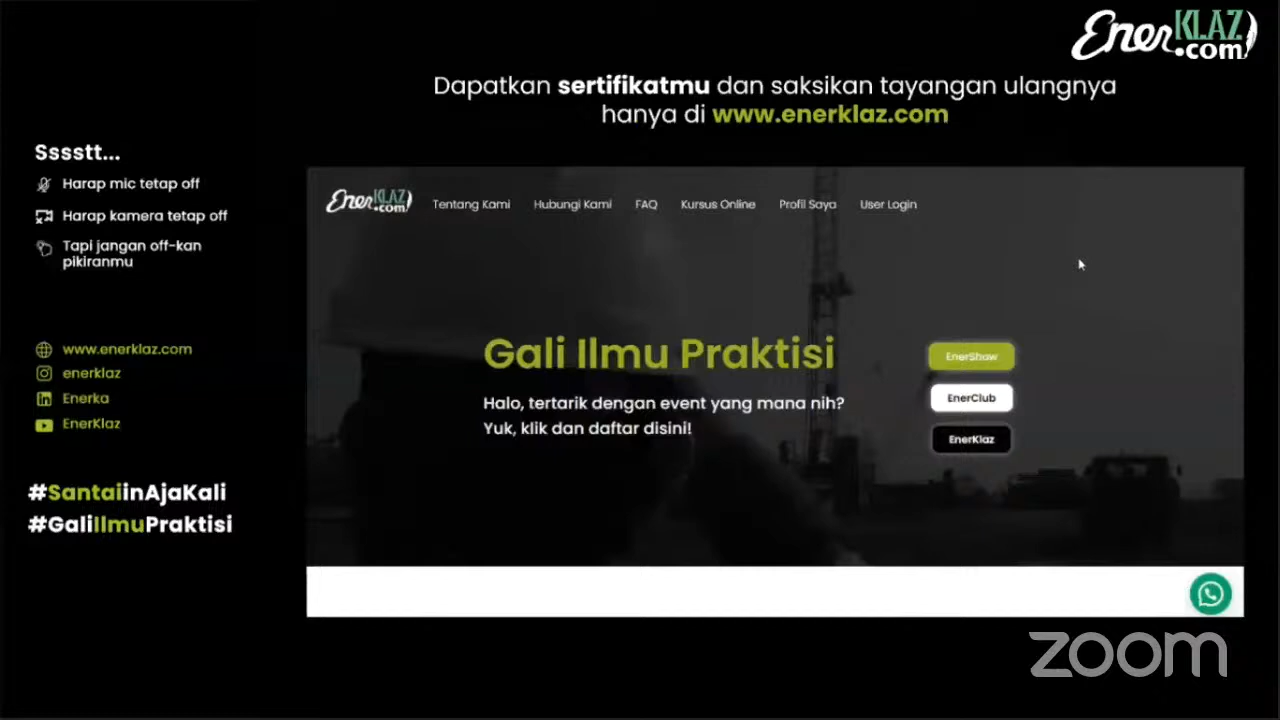 EnerKLAZ
.com
Dapatkan sertifikatmu dan saksikan tayangan ulangnya
hanya di www.enerklaz.com
Sssstt...
Harap mic tetap off
Harap kamera tetap off
Tapi jangan off-kan
pikiranmu
www.enerklaz.com
enerklaz
Enerka
EnerKlaz
#SantaiinAjaKali
#GaliIlmuPraktisi
EnerKLAZ
.com
Tentang Kami Hubungi Kami FAQ Kursus Online Profil Saya User Login
Gali Ilmu Praktisi
Halo, tertarik dengan event yang mana nih?
Yuk, klik dan daftar disini!
EnerShow
EnerClub
EnerKlaz
zoom